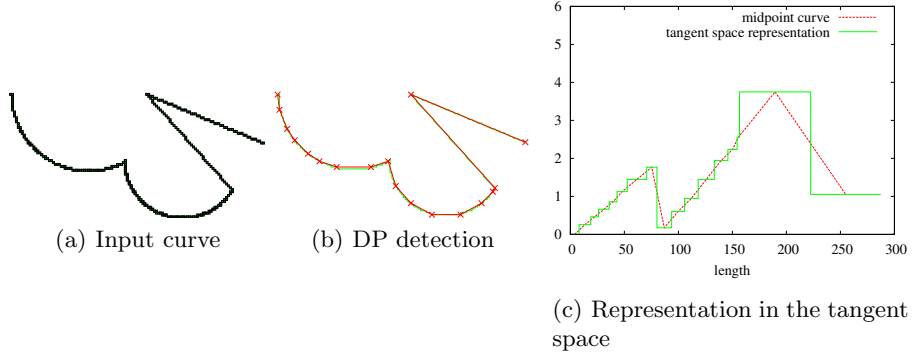 (a) Input curve
(b) DP detection
6
5
4
3
2
1
0
midpoint curve
tangent space representation
0 50 100 150 200 250 300
length
(c) Representation in the tangent
space